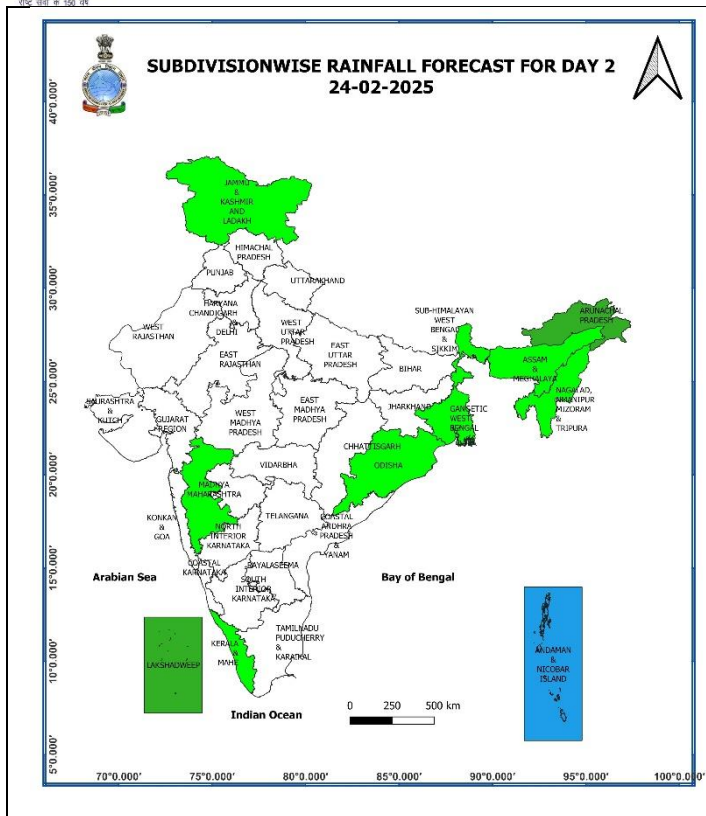 राष्ट्र सेवा के 150 वर्ष
SUBDIVISIONWISE RAINFALL FORECAST FOR DAY 2
24-02-2025
40°0.000'
35°0.000'
30°0.000'
25°0.000'
20°0.000'
15°0.000'
10°0.000'
5°0.000'
JAMMU
&
KASHMIR
AND
LADAKH
HIMACHAL
PRADESH
PUNJAB
UTTARAKHAND
HARYANA
CHANDIGARH
&
DELHI
WEST
RAJASTHAN
WEST
UTTAR
PRADESH
EAST
RAJASTHAN
EAST
UTTAR
PRADESH
SUB-HIMALAYAN
WEST
BENGAL
&
SIKKIM
ARUNACHAL
PRADESH
ASSAM
&
MEGHALAYA
BIHAR
NAGALAD,
MANIPUR
MIZORAM
&
TRIPURA
SAURASHTRA
&
KUTCH
GUJARAT
REGION
WEST
MADHYA
PRADESH
EAST
MADHYA
PRADESH
JHARKHAND
GANGETIC
WEST
BENGAL
CHHATTISGARH
ODISHA
VIDARBHA
MADHYA
MAHARASHTRA
KONKAN
&
GOA
NORTH
INTERIOR
KARNATAKA
TELANGANA
COASTAL
ANDHRA
PRADESH
&
YANAM
COASTAL
KARNATAKA
RAYALASEEMA
SOUTH
INTERIOR
KARNATAKA
Arabian Sea
Bay of Bengal
TAMILNADU
PUDUCHERRY
&
KARAIKAL
KERALA
&
MAHE
LAKSHADWEEP
ANDAMAN
&
NICOBAR
ISLAND
Indian Ocean
0 250 500 km
70°0.000' 75°0.000' 80°0.000' 85°0.000' 90°0.000' 95°0.000' 100°0.000'